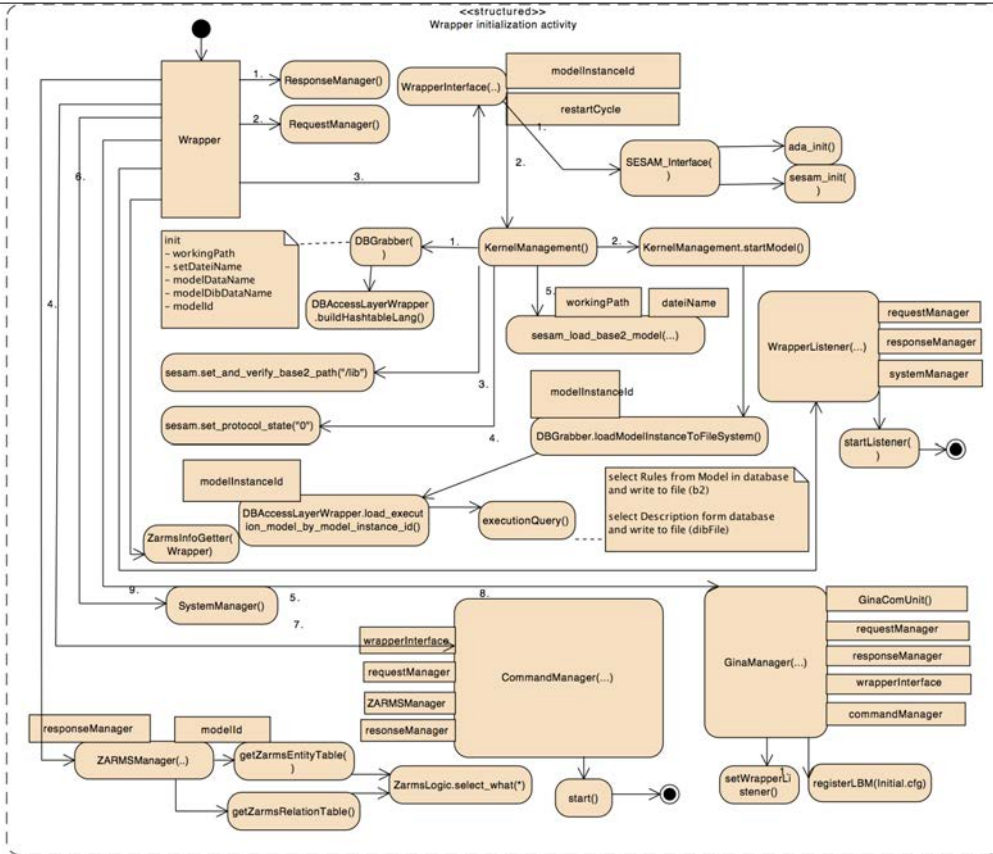 <<structured>>
Wrapper initialization activity
Wrapper
1.
ResponseManager()
2.
RequestManager()
3.
WrapperInterface(..)
modelInstanceId
restartCycle
1.
2.
SESAM_Interface(
)
ada_init()
sesam_init(
)
6.
4.
init
- workingPath
- setDateiName
- modelDataName
- modelDibDataName
- modelId
DBGrabber(
)
1.
KernelManagement()
2.
KernelManagement.startModel()
DBAccessLayerWrapper
.buildHashtableLang()
5.
workingPath
dateiName
sesam_load_base2_model(...)
WrapperListener(...)
requestManager
responseManager
systemManager
sesam.set_and_verify_base2_path("/lib")
3.
modelInstanceId
sesam.set_protocol_state("0")
4.
DBGrabber.loadModelInstanceToFileSystem()
startListener(
)
modelInstanceId
DBAccessLayerWrapper.load_execut
ion_model_by_model_instance_id()
executionQuery()
select Rules from Model in database
and write to file (b2)
select Description form database
and write to file (dibFile)
ZarmsInfoGetter(
Wrapper)
9.
SystemManager()
5.
8.
7.
wrapperInterface
requestManager
ZARMSManager
resonseManager
CommandManager(...)
GinaManager(...)
GinaComUnit()
requestManager
responseManager
wrapperInterface
commandManager
responseManager
modelId
ZARMSManager(..)
getZarmsEntityTable(
)
getZarmsRelationTable()
ZarmsLogic.select_what(*)
start()
setWrapperLi
stener()
registerLBM(Initial.cfg)